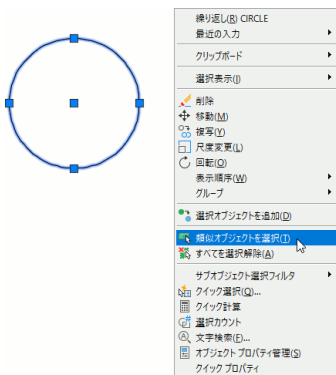 繰り返し(R) CIRCLE
最近の入力
クリップボード
選択表示(I)
削除
移動(M)
複写(Y)
尺度変更(L)
回転(O)
表示順序(W)
グループ
選択オブジェクトを追加(D)
類似オブジェクトを選択(T)
すべてを選択解除(A)
サブオブジェクト選択フィルタ
クイック選択(Q)...
クイック計算
選択カウント
文字検索(F)...
オブジェクト プロパティ管理(S)
クイック プロパティ